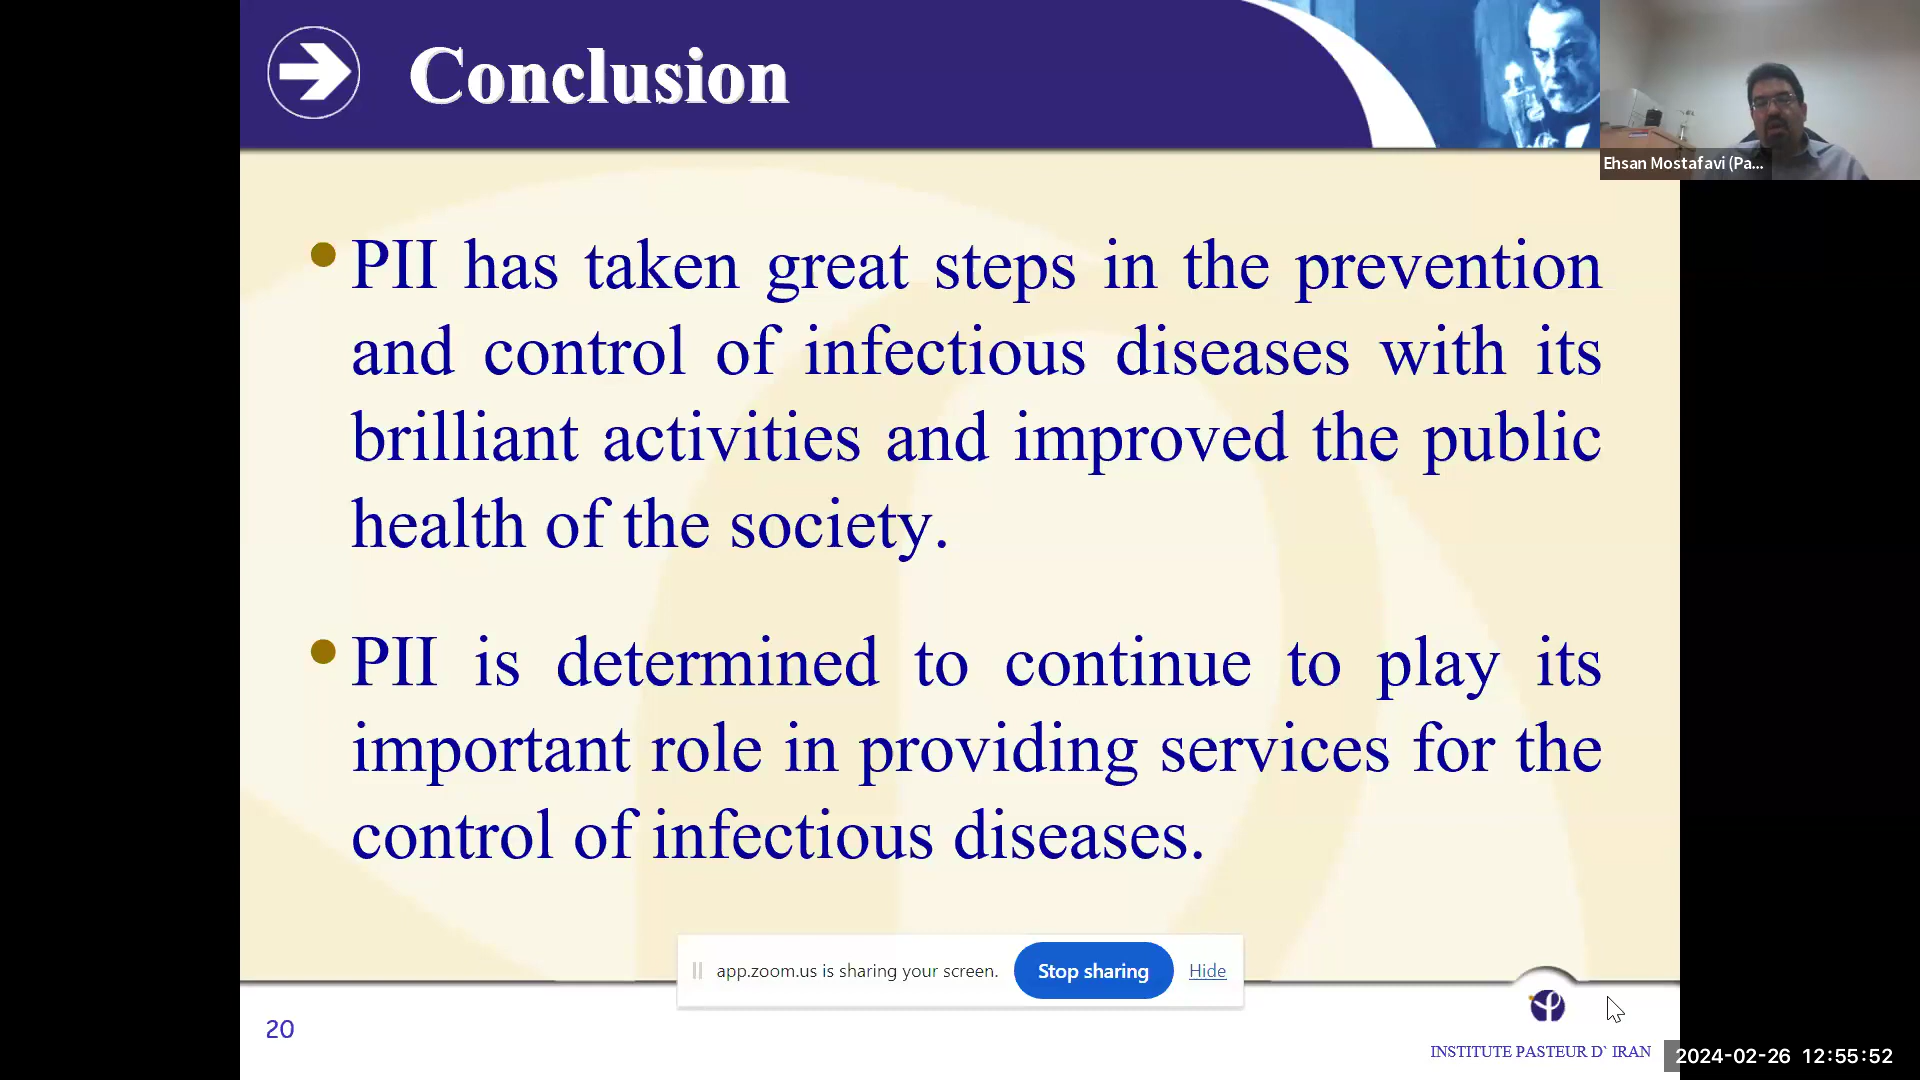 Conclusion
Ehsan Mostafavi (Pa...
• PII has taken great steps in the prevention
and control of infectious diseases with its
brilliant activities and improved the public
health of the society.
• PII is determined to continue to play its
important role in providing services for the
control of infectious diseases.
app.zoom.us is sharing your screen. Stop sharing Hide
20
INSTITUTE PASTEUR D` IRAN
2024-02-26 12:55:52